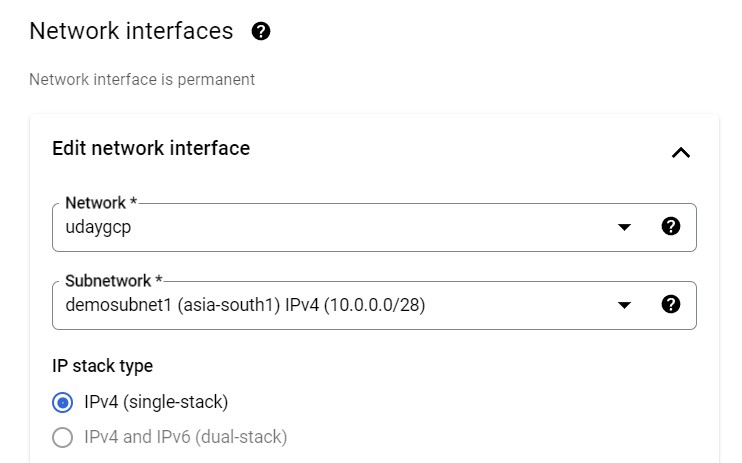 Network interfaces
Network interface is permanent
Edit network interface
Network *
udaygcp
Subnetwork *
demosubnet1 (asia-south1) IPv4 (10.0.0.0/28)
IP stack type
IPv4 (single-stack)
IPv4 and IPv6 (dual-stack)